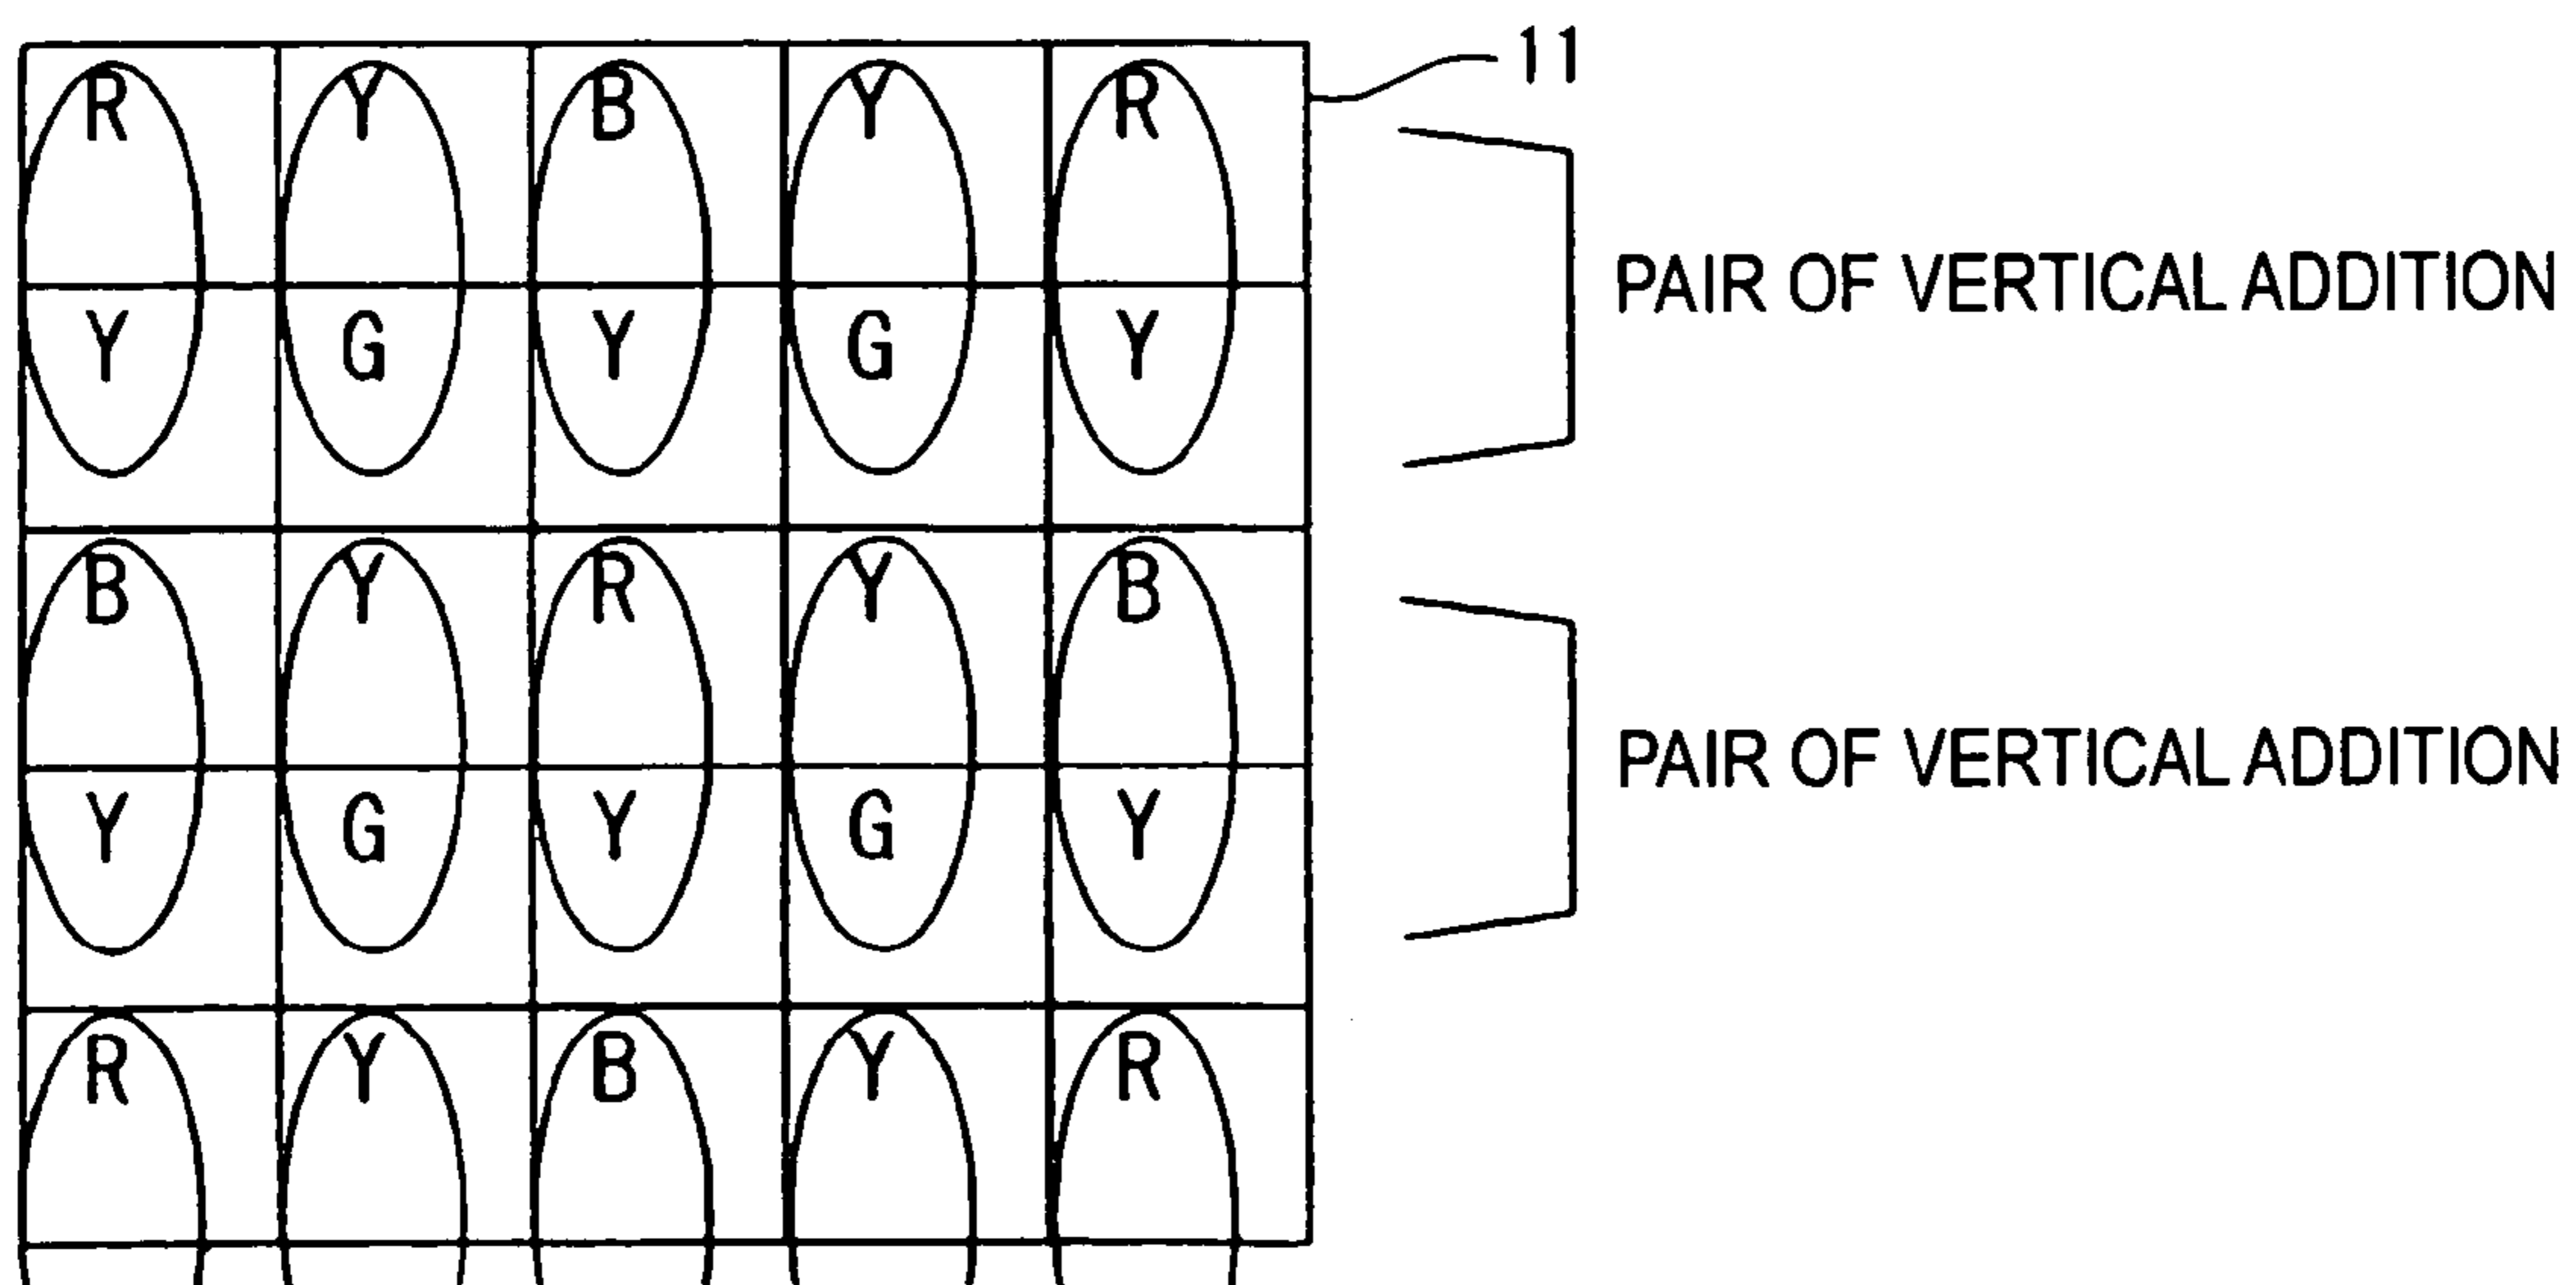 R Y B Y R 11
Y G Y G Y
PAIR OF VERTICAL ADDITION
B Y R Y B
Y G Y G Y
PAIR OF VERTICAL ADDITION
R Y B Y R